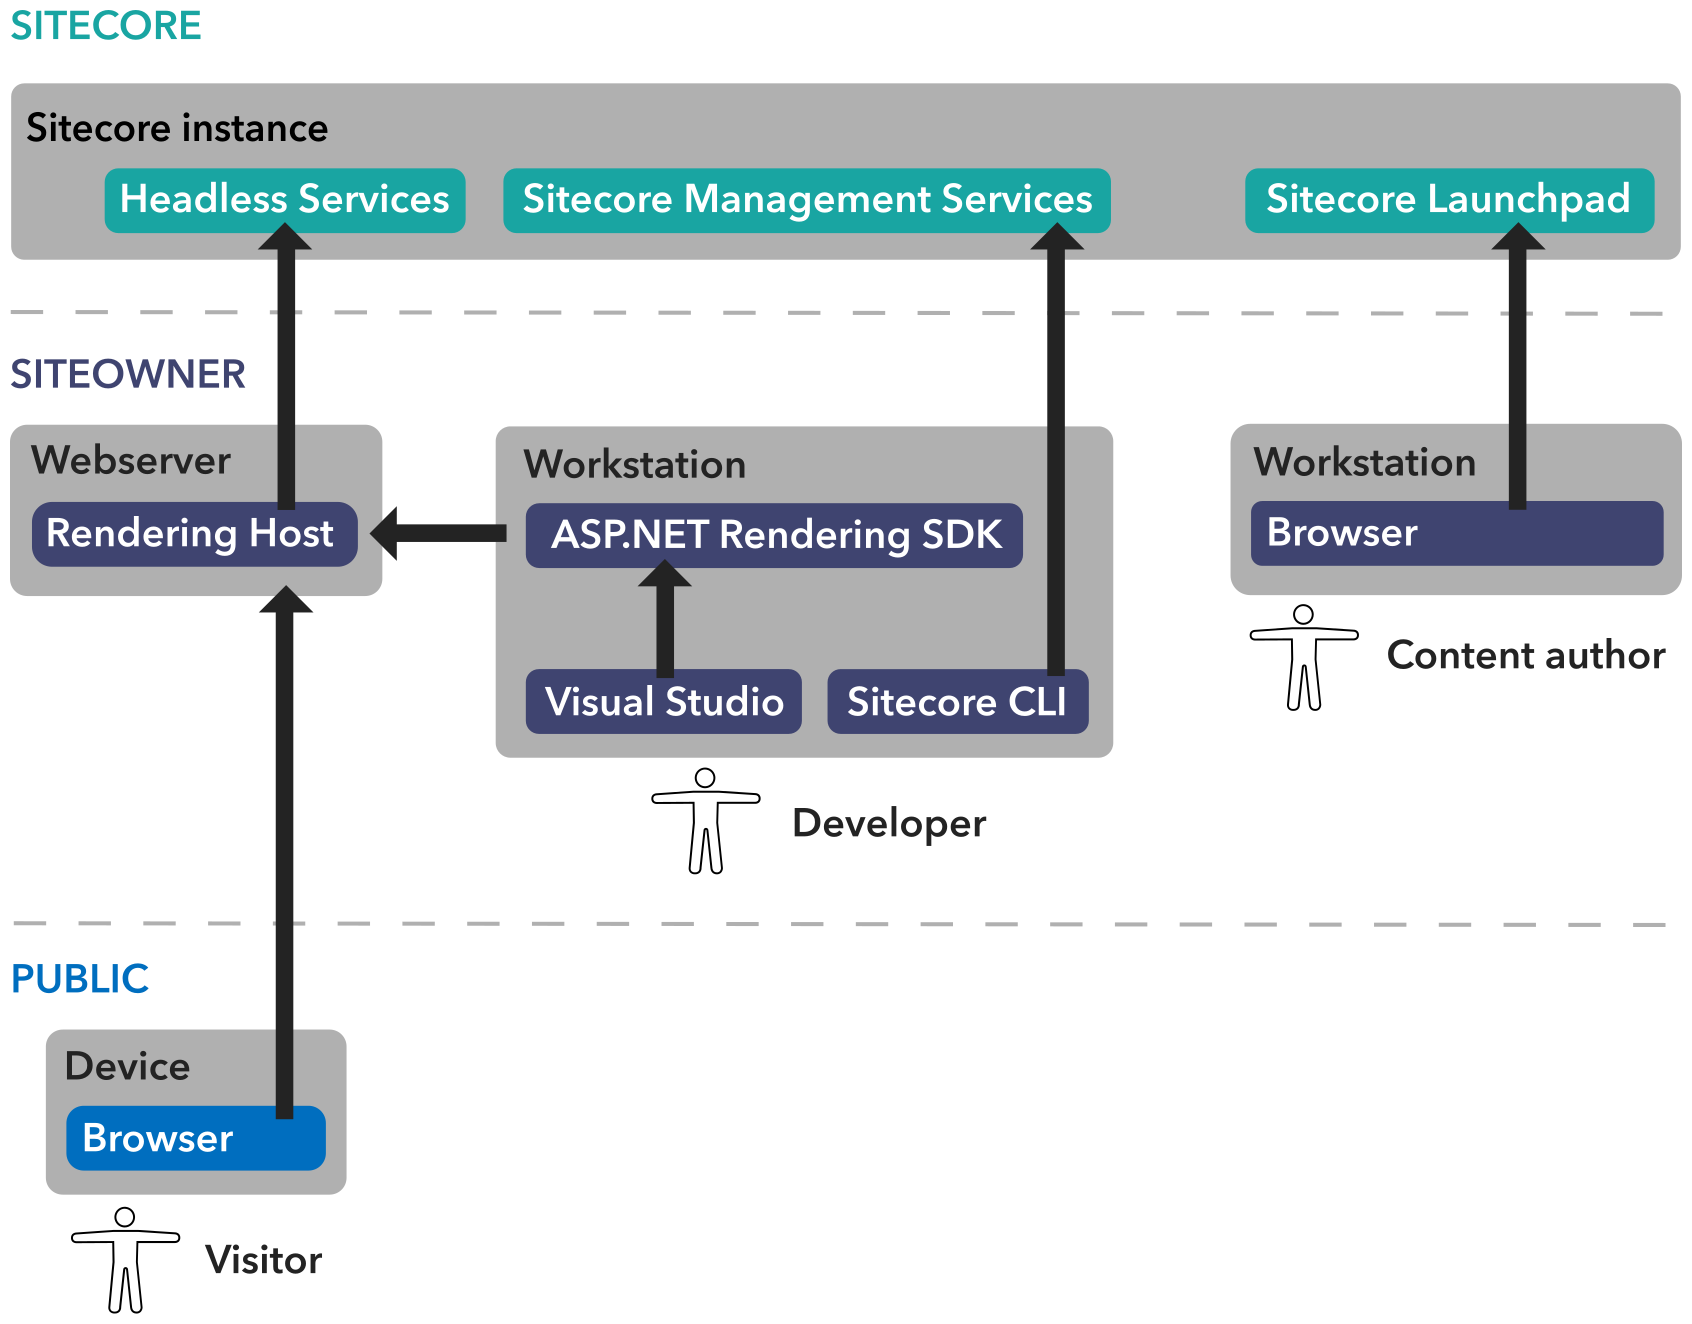 SITECORE
Sitecore instance
Headless Services
Sitecore Management Services
Sitecore Launchpad
SITEOWNER
Webserver
Rendering Host
Workstation
ASP.NET Rendering SDK
Visual Studio
Sitecore CLI
Developer
Workstation
Browser
Content author
PUBLIC
Device
Browser
Visitor